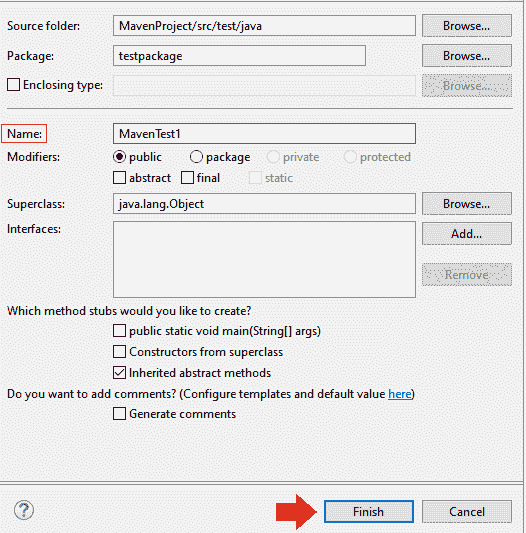 Source folder: MavenProject/src/test/java Browse...
Package: testpackage Browse...
Enclosing type: Browse...
Name: MavenTest1
Modifiers: public package private protected
abstract final static
Superclass: java.lang.Object Browse...
Interfaces: Add...
Remove
Which method stubs would you like to create?
public static void main(String[] args)
Constructors from superclass
Inherited abstract methods
Do you want to add comments? (Configure templates and default value here)
Generate comments
? Finish Cancel